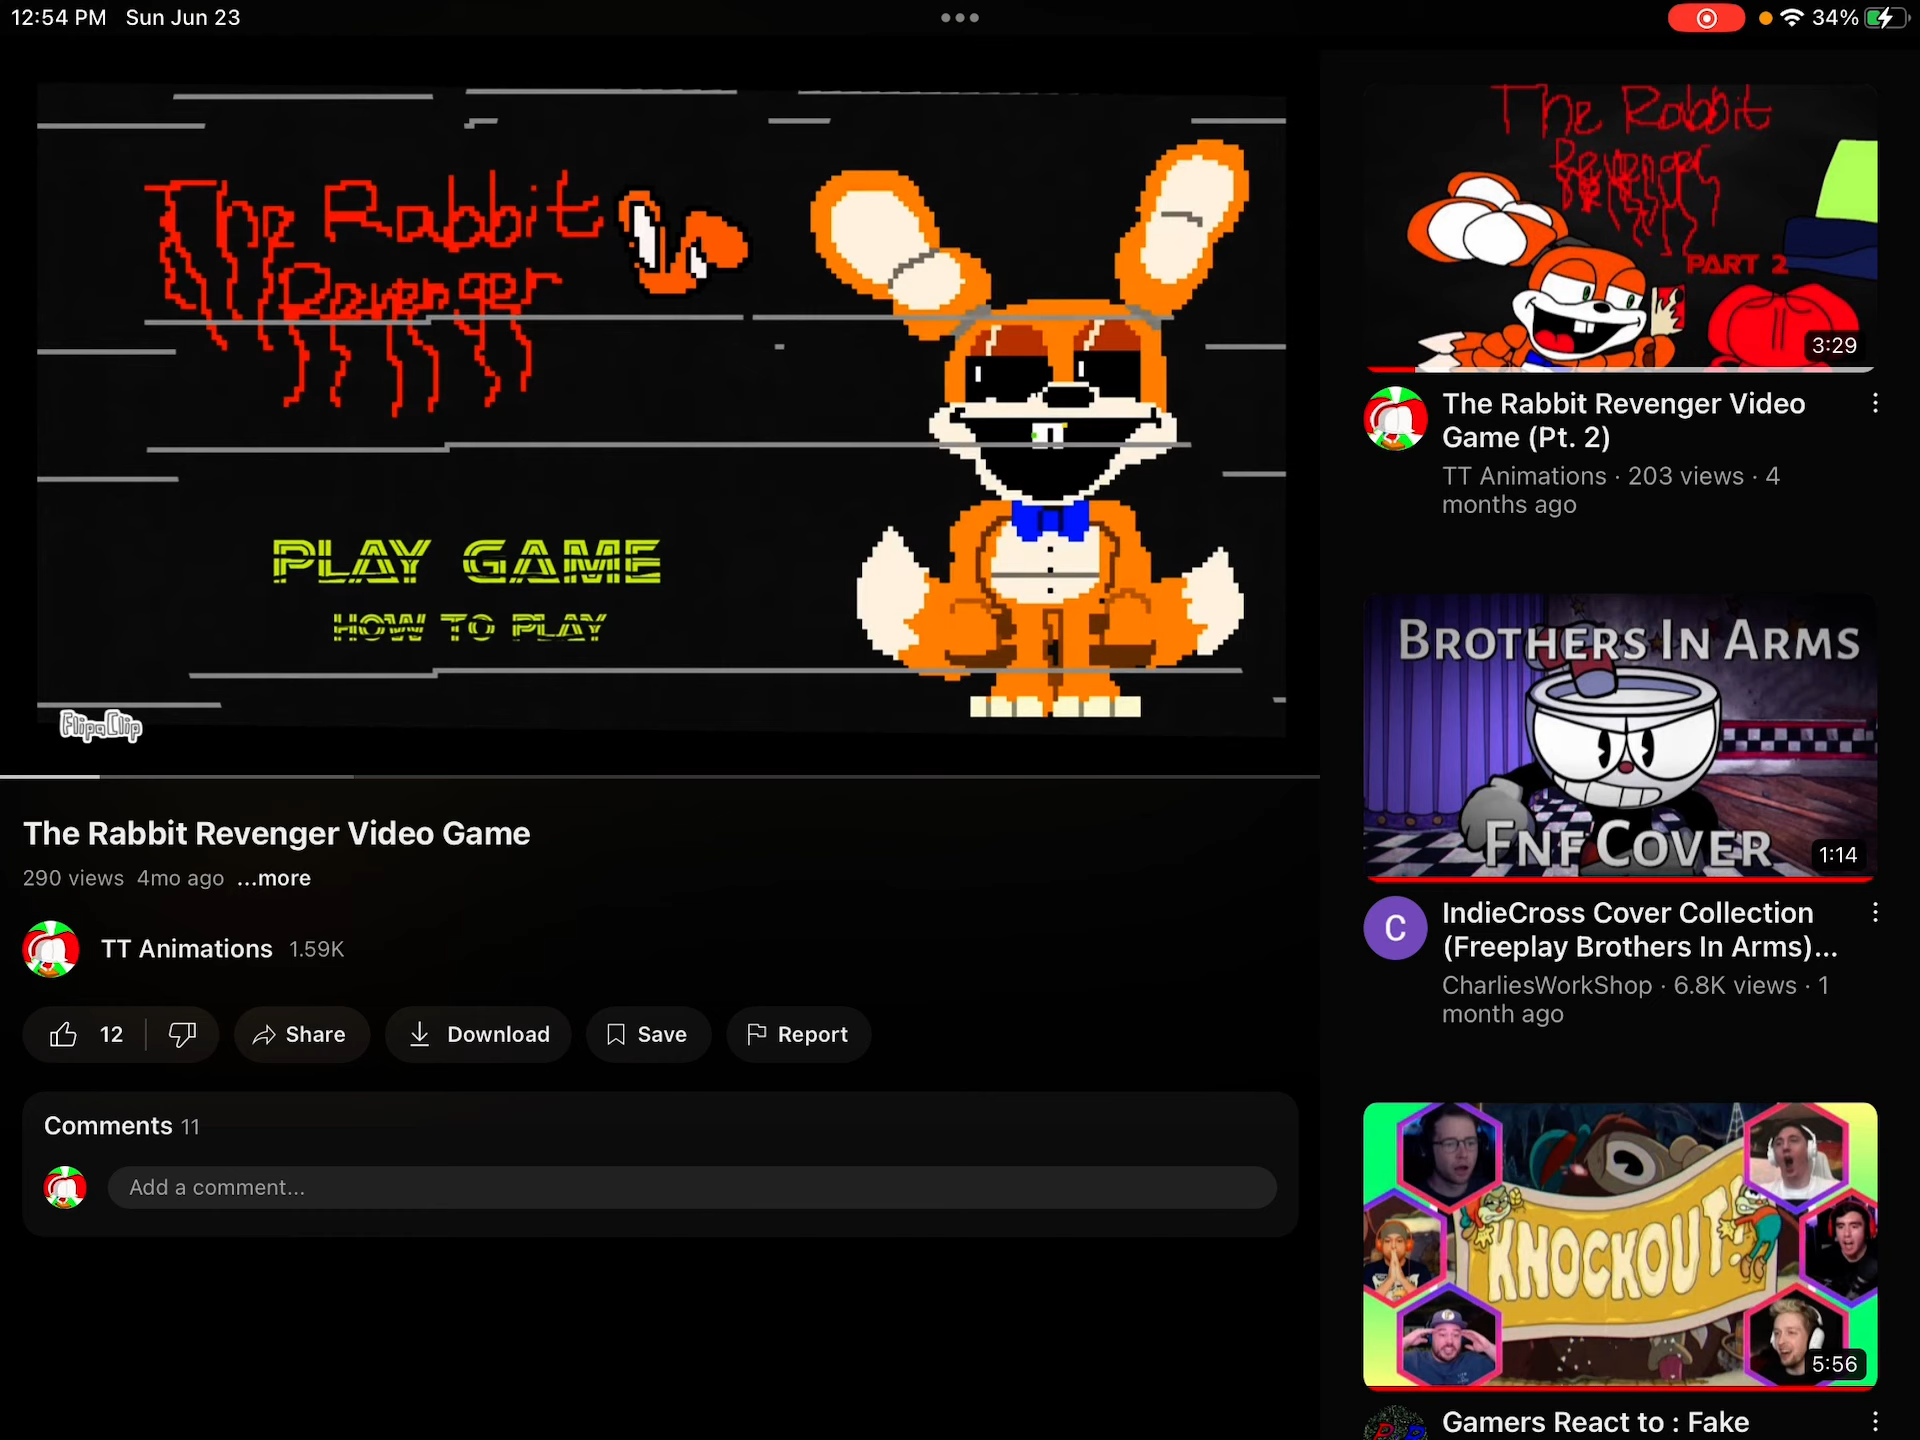 12:54 PM Sun Jun 23
34%
The Rabbit
Revenger
PLAY GAME
HOW TO PLAY
FlipaClip
The Rabbit Revenger Video Game
290 views 4mo ago ...more
TT Animations 1.59K
12
Share
Download
Save
Report
Comments 11
Add a comment...
The Rabbit
Revenger
PART 2
3:29
The Rabbit Revenger Video
Game (Pt. 2)
TT Animations · 203 views · 4
months ago
BROTHERS IN ARMS
FNF COVER
1:14
C
IndieCross Cover Collection
(Freeplay Brothers In Arms)...
CharliesWorkShop · 6.8K views · 1
month ago
KNOCKOUT!
5:56
Gamers React to : Fake